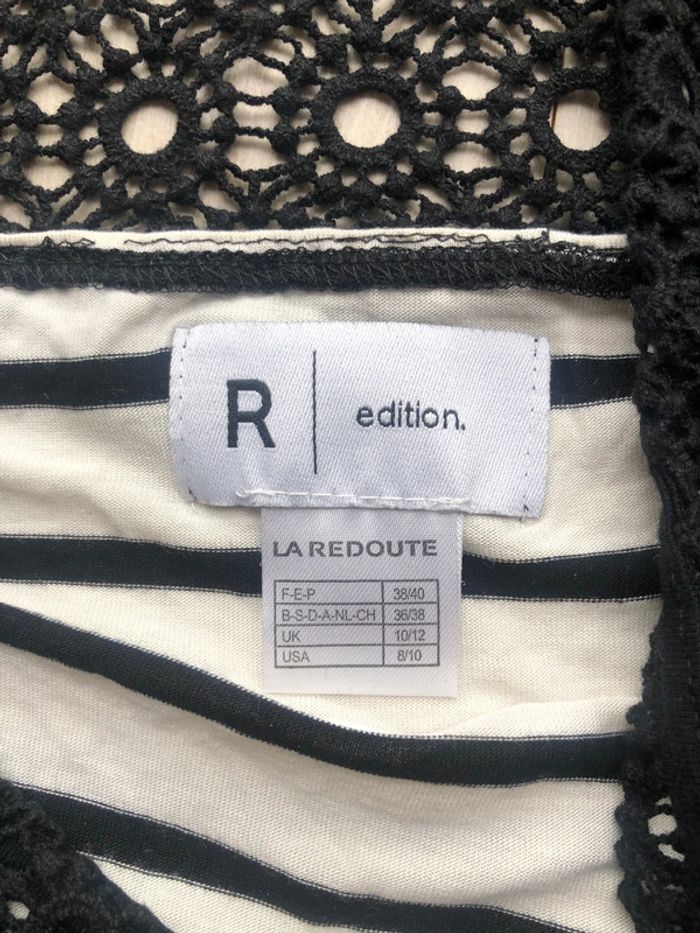 R edition.
LA REDOUTE
F-E-P 38/40
B-S-D-A-NL-CH 36/38
UK 10/12
USA 8/10